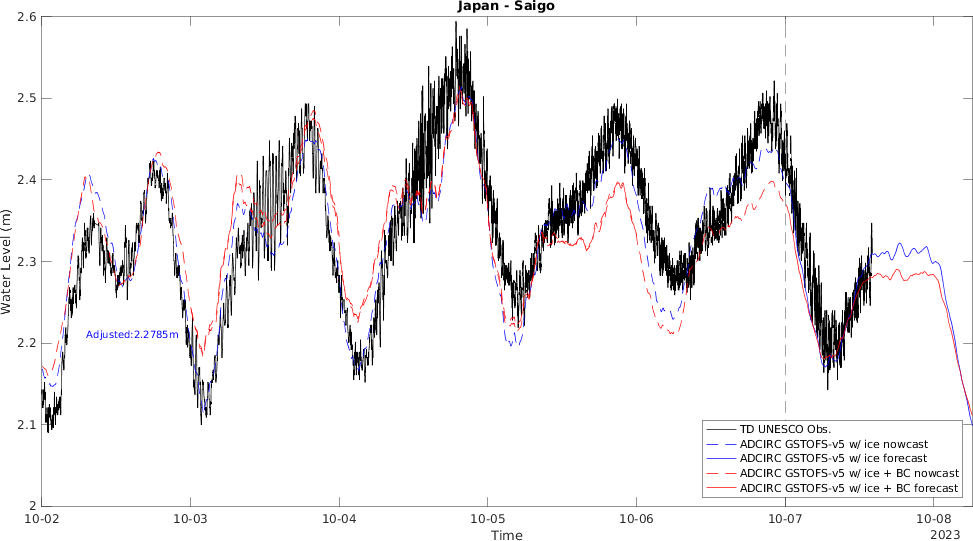 Japan - Saigo
2.6
2.5
2.4
2.3
2.2
2.1
2
Water Level (m)
Adjusted:2.2785m
TD UNESCO Obs.
ADCIRC GSTOFS-v5 w/ ice nowcast
ADCIRC GSTOFS-v5 w/ ice forecast
ADCIRC GSTOFS-v5 w/ ice + BC nowcast
ADCIRC GSTOFS-v5 w/ ice + BC forecast
10-02 10-03 10-04 10-05 10-06 10-07 10-08
Time
2023